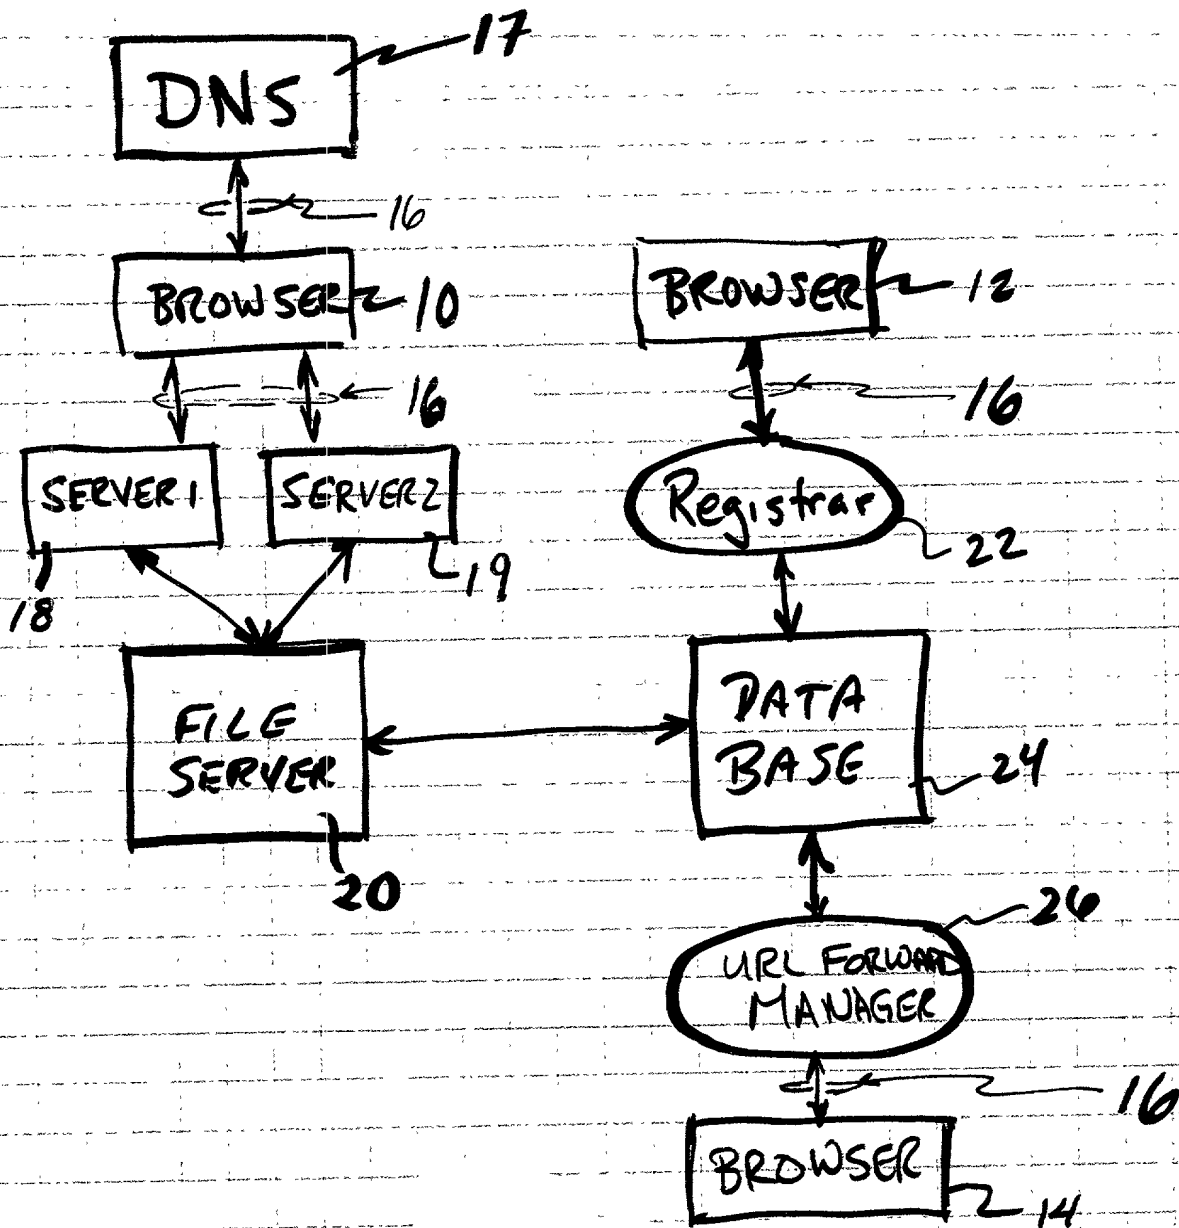 17
DNS
16
BROWSER
10
BROWSER
12
16
16
SERVER 1
SERVER 2
Registrar
22
18
19
FILE
SERVER
20
DATA
BASE
24
26
URL FORWARD
MANAGER
16
BROWSER
14